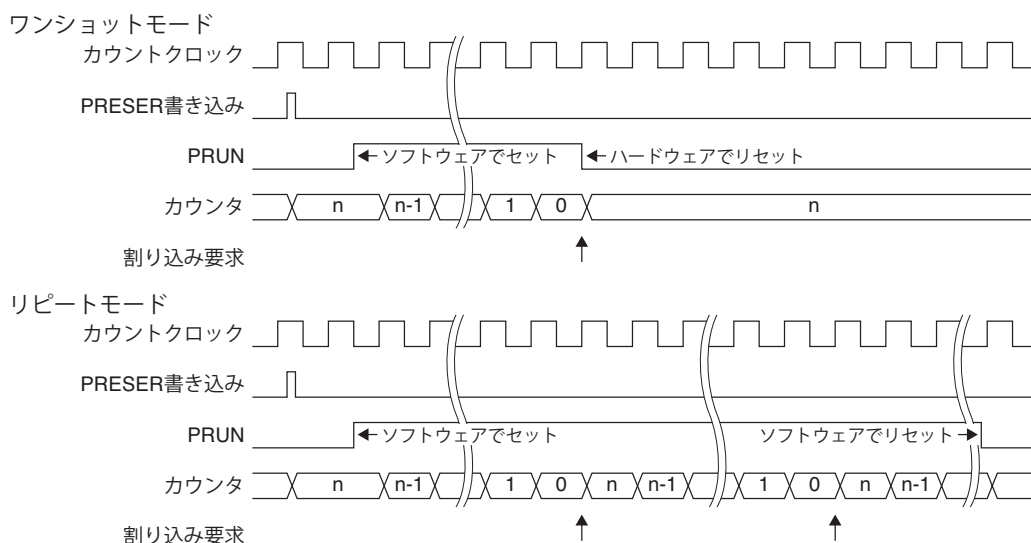 ワンショットモード
カウントクロック
PRESER書き込み
PRUN ソフトウェアでセット ハードウェアでリセット
カウンタ n n-1 1 0 n
割り込み要求
リピートモード
カウントクロック
PRESER書き込み
PRUN ソフトウェアでセット ソフトウェアでリセット
カウンタ n n-1 1 0 n n-1 1 0 n n-1
割り込み要求